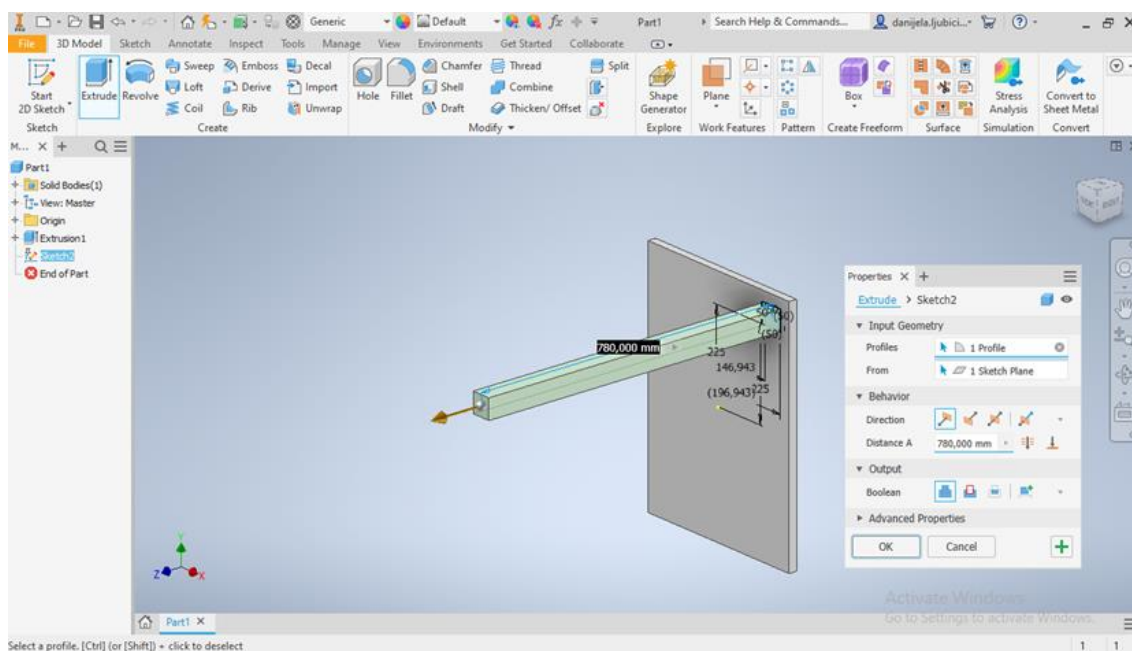 PRO
Generic
Default
fx
Part1
Search Help & Commands...
danijela.ljubici...
File 3D Model Sketch Annotate Inspect Tools Manage View Environments Get Started Collaborate
Start 2D Sketch
Extrude
Revolve
Sweep Emboss Decal
Loft Derive Import
Coil Rib Unwrap
Hole Fillet
Chamfer Thread Split
Shell Combine
Draft Thicken/ Offset
Shape Generator
Plane
Box
Stress Analysis
Convert to Sheet Metal
Sketch Create Modify Explore Work Features Pattern Create Freeform Surface Simulation Convert
M... X +
Part1
Solid Bodies(1)
View: Master
Origin
Extrusion1
Sketch2
End of Part
780,000 mm
50
(50)
225
146,943
(196,943)
225
Properties X +
Extrude > Sketch2
Input Geometry
Profiles 1 Profile
From 1 Sketch Plane
Behavior
Direction
Distance A 780,000 mm
Output
Boolean
Advanced Properties
OK Cancel +
Y
Z X
Activate Windows
Go to Settings to activate Windows.
Part1 X
Select a profile. [Ctrl] (or [Shift]) + click to deselect
1 1